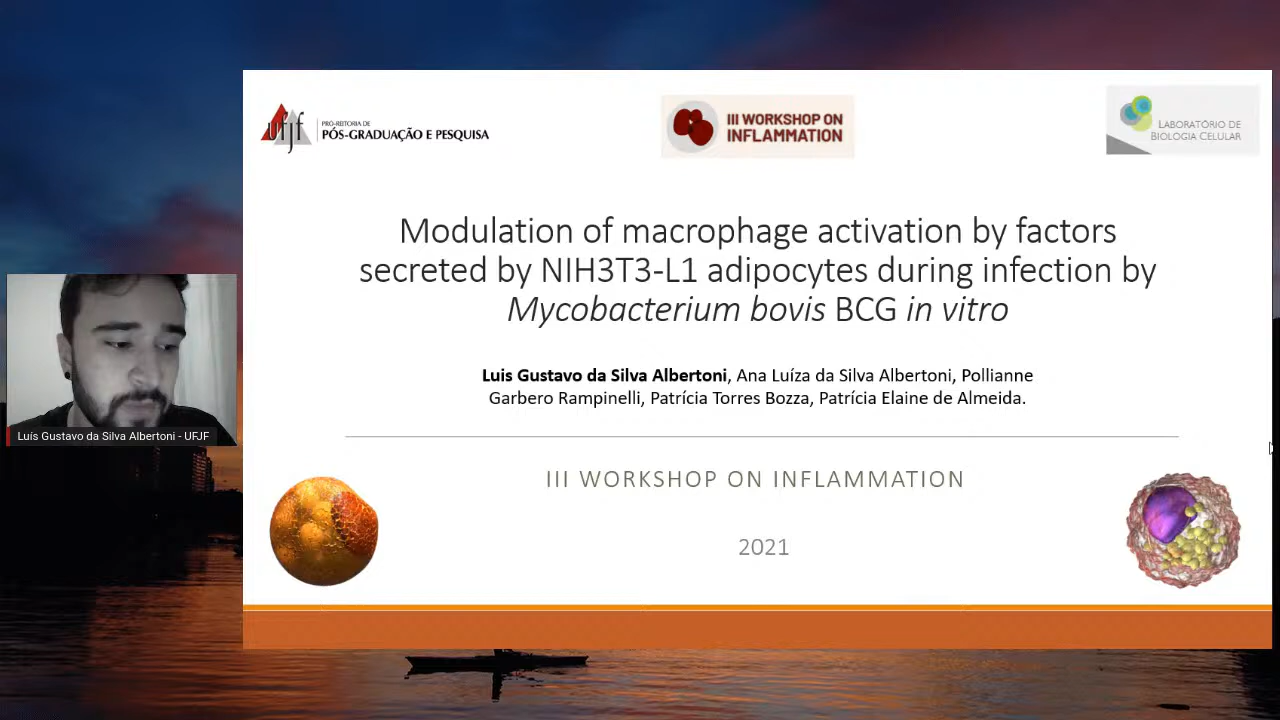 ufjf
PRÓ-REITORIA DE
PÓS-GRADUAÇÃO E PESQUISA
III WORKSHOP ON
INFLAMMATION
LABORATÓRIO DE
BIOLOGIA CELULAR
Modulation of macrophage activation by factors
secreted by NIH3T3-L1 adipocytes during infection by
Mycobacterium bovis BCG in vitro
Luis Gustavo da Silva Albertoni, Ana Luíza da Silva Albertoni, Pollianne
Garbero Rampinelli, Patrícia Torres Bozza, Patrícia Elaine de Almeida.
Luís Gustavo da Silva Albertoni - UFJF
III WORKSHOP ON INFLAMMATION
2021